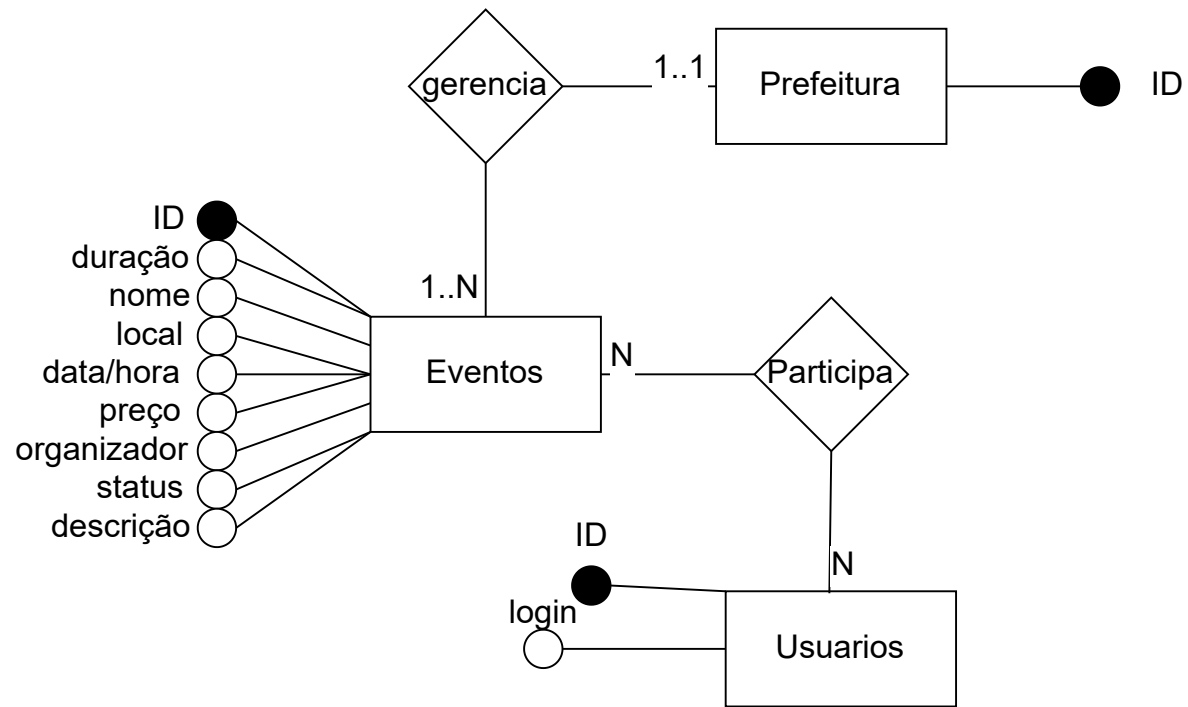 gerencia
1..1
Prefeitura
ID
ID
duração
nome
local
data/hora
preço
organizador
status
descrição
1..N
Eventos
N
Participa
N
ID
login
Usuarios